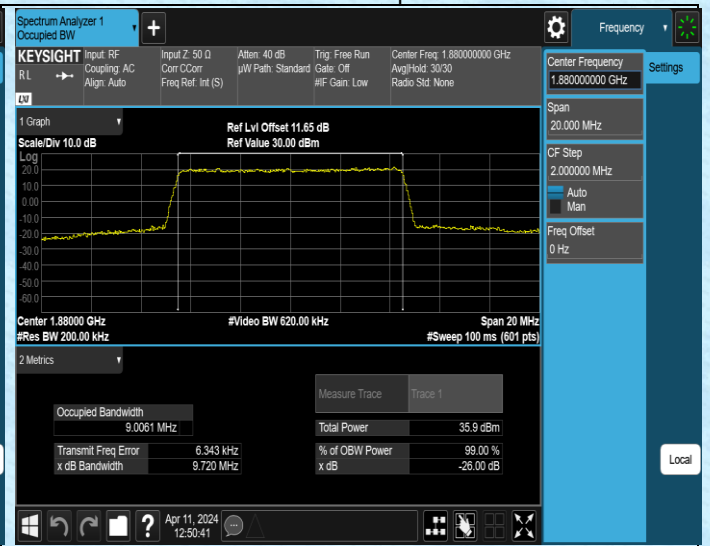 Spectrum Analyzer 1
Occupied BW
Frequency
KEYSIGHT
RL
LXI
Input: RF
Coupling: AC
Align: Auto
Input Z: 50 Ω
Corr CCorr
Freq Ref: Int (S)
Atten: 40 dB
µW Path: Standard
Trig: Free Run
Gate: Off
#IF Gain: Low
Center Freq: 1.880000000 GHz
Avg|Hold: 30/30
Radio Std: None
Center Frequency
1.880000000 GHz
Settings
Span
20.000 MHz
CF Step
2.000000 MHz
Auto
Man
Freq Offset
0 Hz
1 Graph
Scale/Div 10.0 dB
Ref Lvl Offset 11.65 dB
Ref Value 30.00 dBm
Log
20.0
10.0
0.00
-10.0
-20.0
-30.0
-40.0
-50.0
-60.0
Center 1.88000 GHz
#Res BW 200.00 kHz
#Video BW 620.00 kHz
Span 20 MHz
#Sweep 100 ms (601 pts)
2 Metrics
Measure Trace Trace 1
Occupied Bandwidth
9.0061 MHz
Total Power 35.9 dBm
Transmit Freq Error 6.343 kHz
% of OBW Power 99.00 %
x dB Bandwidth 9.720 MHz
x dB -26.00 dB
Local
?
Apr 11, 2024
12:50:41